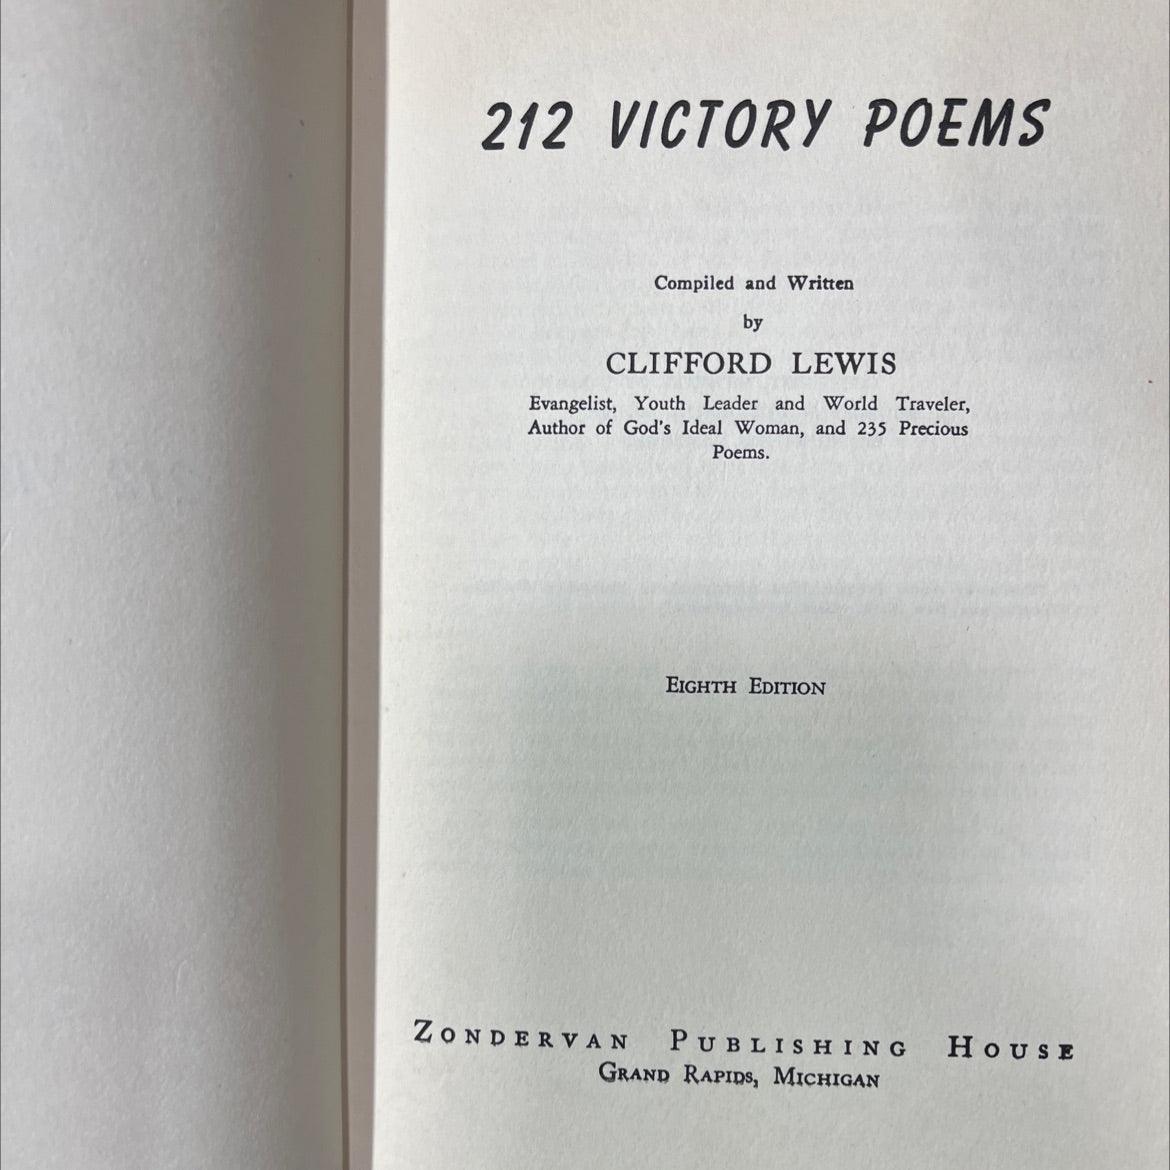 212 VICTORY POEMS
Compiled and Written
by
CLIFFORD LEWIS
Evangelist, Youth Leader and World Traveler,
Author of God's Ideal Woman, and 235 Precious
Poems.
EIGHTH EDITION
ZONDERVAN PUBLISHING HOUSE
GRAND RAPIDS, MICHIGAN